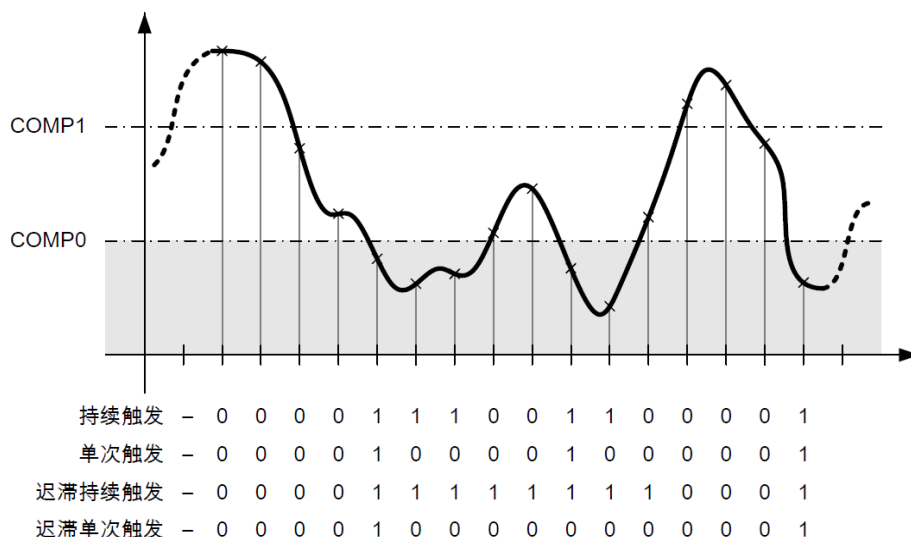 COMP1
COMP0
持续触发 – 0 0 0 0 1 1 1 0 0 1 1 0 0 0 0 1
单次触发 – 0 0 0 0 1 0 0 0 0 1 0 0 0 0 0 1
迟滞持续触发 – 0 0 0 0 1 1 1 1 1 1 1 1 0 0 0 1
迟滞单次触发 – 0 0 0 0 1 0 0 0 0 0 0 0 0 0 0 1